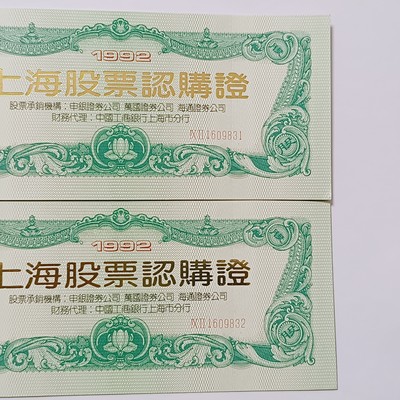 1992
上海股票認購證
股票承銷機構：申銀證券公司 萬國證券公司 海通證券公司
財務代理：中國工商銀行上海市分行
1609831
1992
上海股票認購證
股票承銷機構：申銀證券公司 萬國證券公司 海通證券公司
財務代理：中國工商銀行上海市分行
1609832